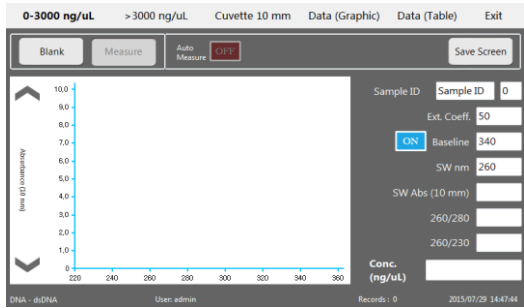 0-3000 ng/uL >3000 ng/uL Cuvette 10 mm Data (Graphic) Data (Table) Exit
Blank Measure Auto Measure OFF Save Screen
Sample ID Sample ID 0
Ext. Coeff. 50
ON Baseline 340
SW nm 260
SW Abs (10 mm)
260/280
260/230
Conc. (ng/uL)
Absorbance (10 mm)
10,0
9,0
8,0
7,0
6,0
5,0
4,0
3,0
2,0
1,0
0
220 240 260 280 300 320 340 360
DNA - dsDNA User: admin Records : 0 2015/07/29 14:47:44